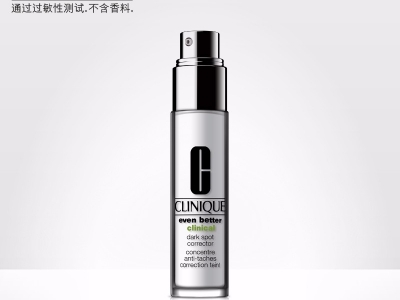 通过过敏性测试.不含香料.
CLINIQUE
even better
clinical
dark spot
corrector
concentré
anti-taches
correction teint